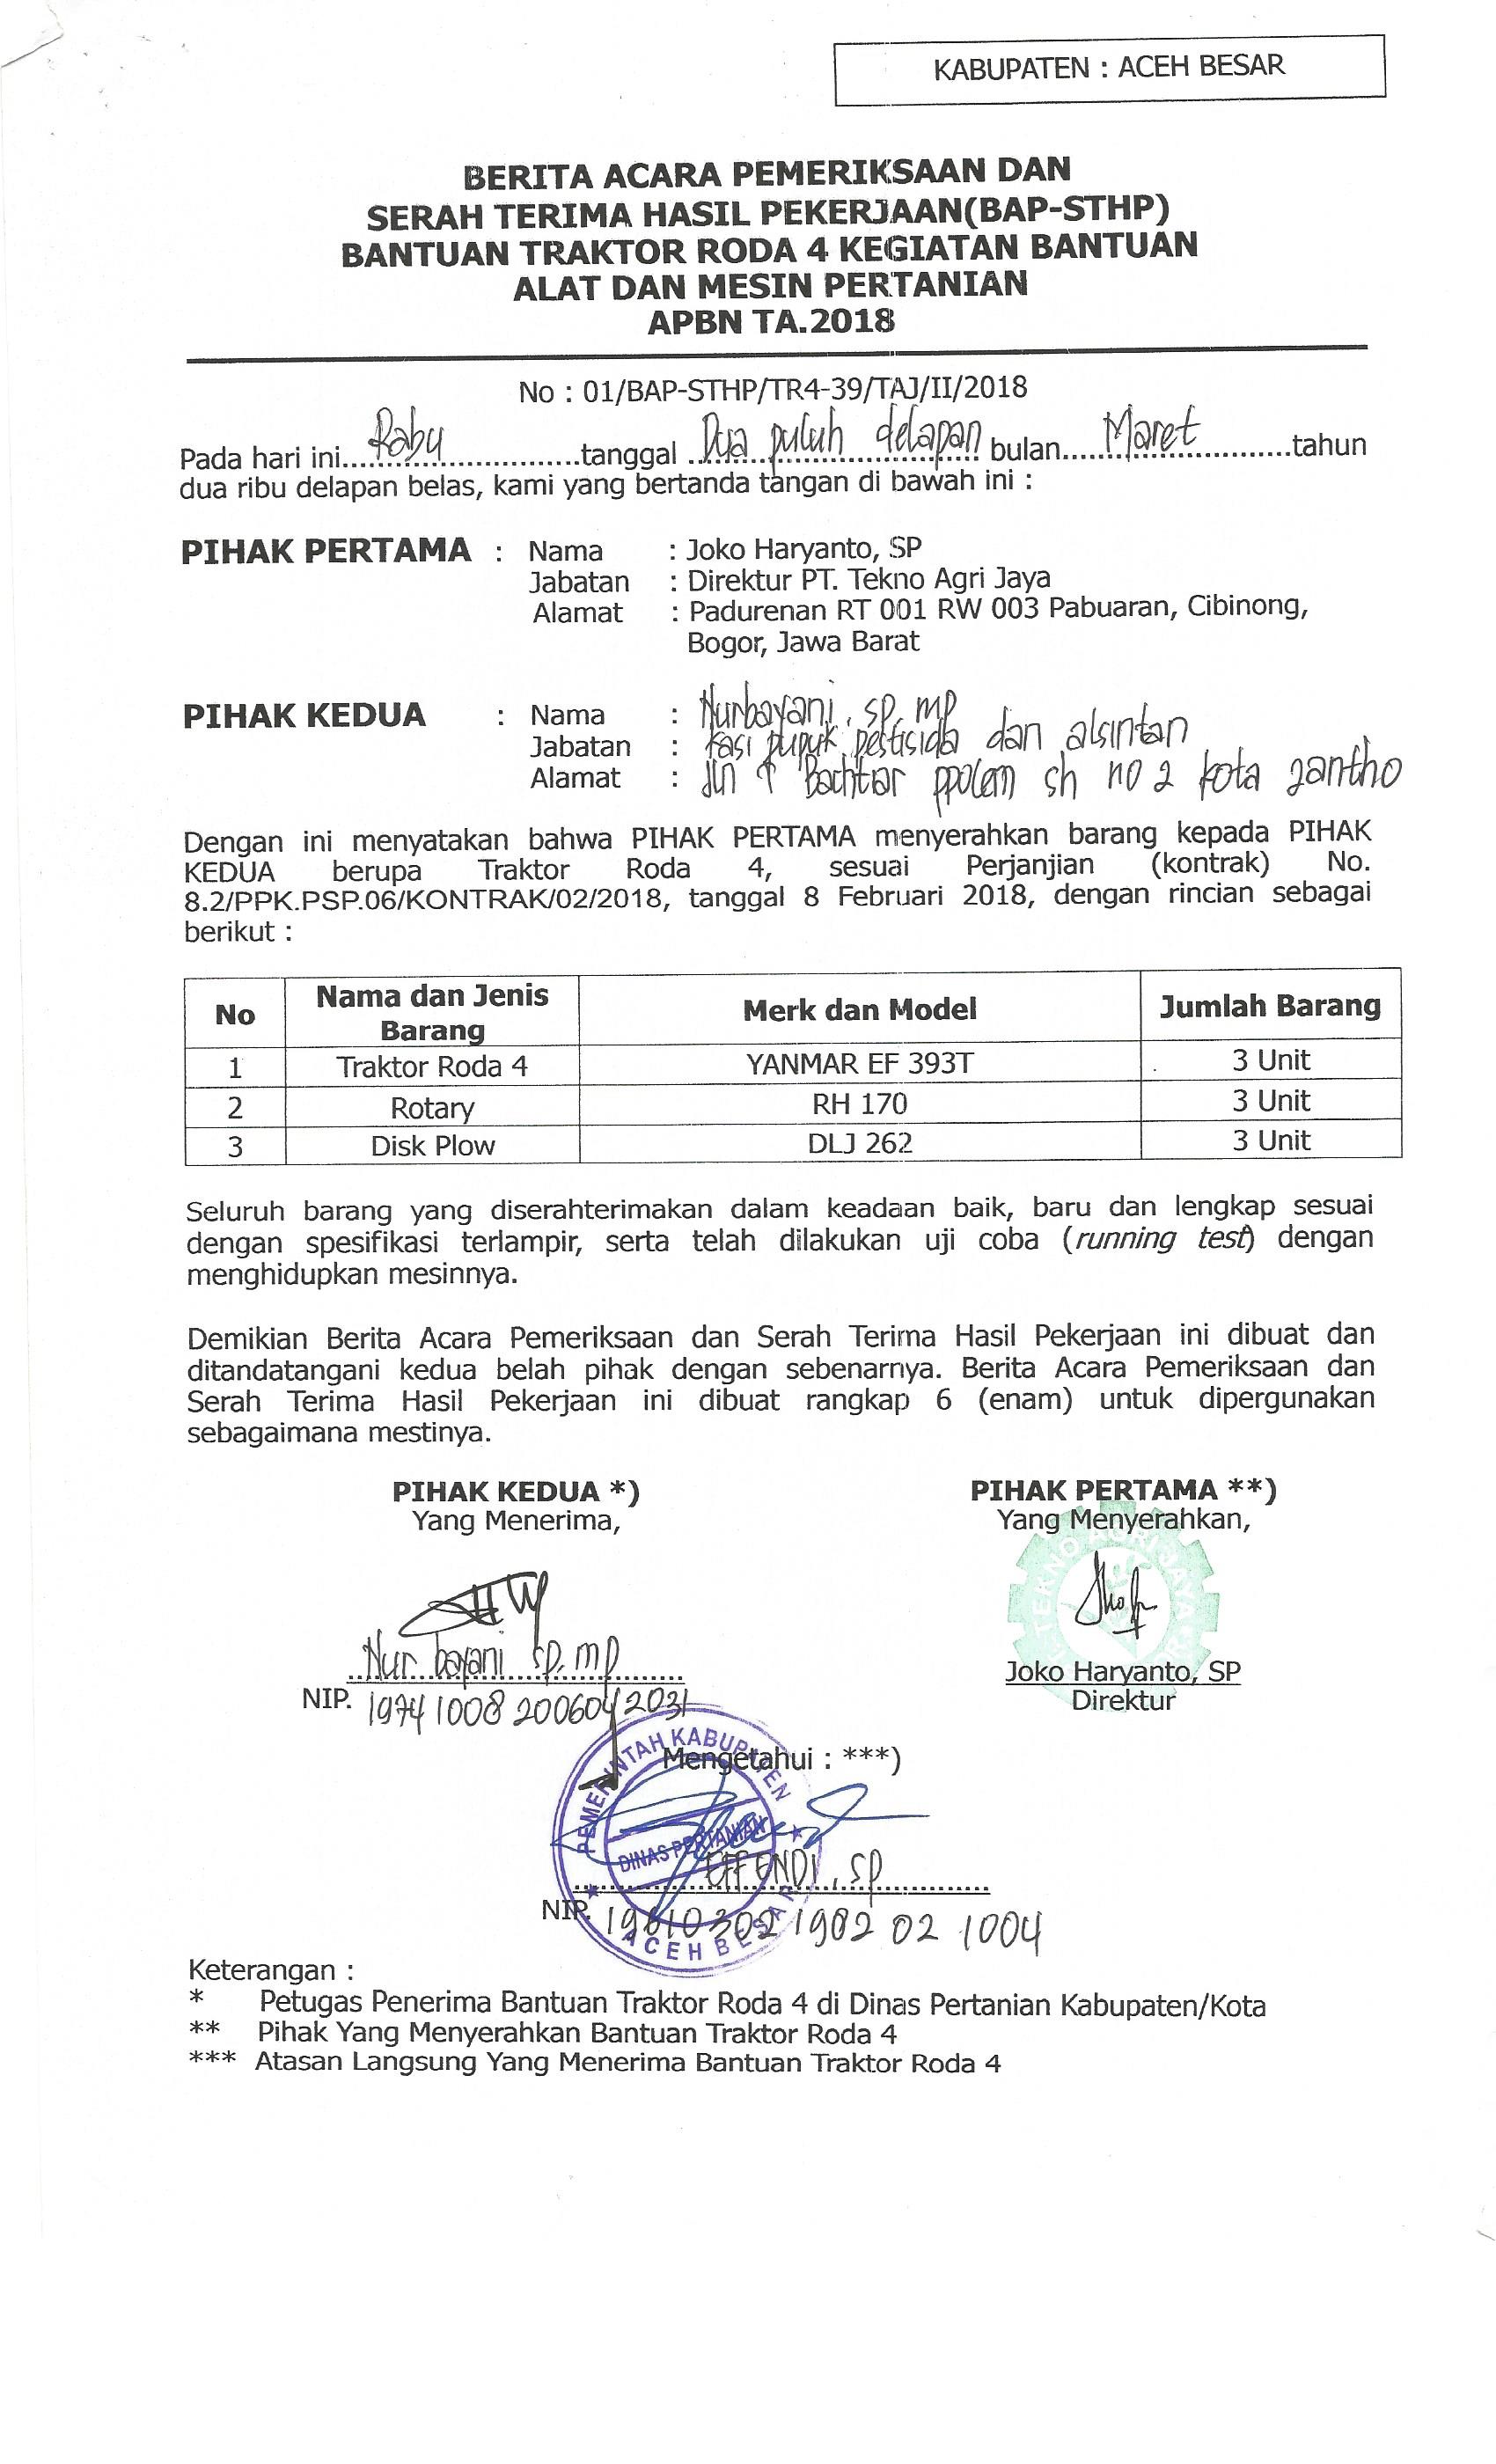 KABUPATEN : ACEH BESAR
BERITA ACARA PEMERIKSAAN DAN
SERAH TERIMA HASIL PEKERJAAN(BAP-STHP)
BANTUAN TRAKTOR RODA 4 KEGIATAN BANTUAN
ALAT DAN MESIN PERTANIAN
APBN TA.2018
No : 01/BAP-STHP/TR4-39/TAJ/II/2018
Pada hari ini Rabu tanggal Dua puluh delapan bulan Maret tahun
dua ribu delapan belas, kami yang bertanda tangan di bawah ini :
PIHAK PERTAMA : Nama : Joko Haryanto, SP
Jabatan : Direktur PT. Tekno Agri Jaya
Alamat : Padurenan RT 001 RW 003 Pabuaran, Cibinong,
Bogor, Jawa Barat
PIHAK KEDUA : Nama : Nurbayani, SP, MP
Jabatan : kasi pupuk pestisida dan alsintan
Alamat : Jln T Bachtiar ppolem sh no 2 kota jantho
Dengan ini menyatakan bahwa PIHAK PERTAMA menyerahkan barang kepada PIHAK
KEDUA berupa Traktor Roda 4, sesuai Perjanjian (kontrak) No.
8.2/PPK.PSP.06/KONTRAK/02/2018, tanggal 8 Februari 2018, dengan rincian sebagai
berikut :
No Nama dan Jenis Barang Merk dan Model Jumlah Barang
1 Traktor Roda 4 YANMAR EF 393T 3 Unit
2 Rotary RH 170 3 Unit
3 Disk Plow DLJ 262 3 Unit
Seluruh barang yang diserahterimakan dalam keadaan baik, baru dan lengkap sesuai
dengan spesifikasi terlampir, serta telah dilakukan uji coba (running test) dengan
menghidupkan mesinnya.
Demikian Berita Acara Pemeriksaan dan Serah Terima Hasil Pekerjaan ini dibuat dan
ditandatangani kedua belah pihak dengan sebenarnya. Berita Acara Pemeriksaan dan
Serah Terima Hasil Pekerjaan ini dibuat rangkap 6 (enam) untuk dipergunakan
sebagaimana mestinya.
PIHAK KEDUA *) PIHAK PERTAMA **)
Yang Menerima, Yang Menyerahkan,
TEKNO AGRI JAYA
Nur bayani SP, MP Joko Haryanto, SP
NIP. 19741008 200604 2031 Direktur
Mengetahui : ***)
PEMERINTAH KABUPATEN
DINAS PERTANIAN
ACEH BESAR
EFFENDI, SP
NIP. 19610302 1982 02 1004
Keterangan :
* Petugas Penerima Bantuan Traktor Roda 4 di Dinas Pertanian Kabupaten/Kota
** Pihak Yang Menyerahkan Bantuan Traktor Roda 4
*** Atasan Langsung Yang Menerima Bantuan Traktor Roda 4